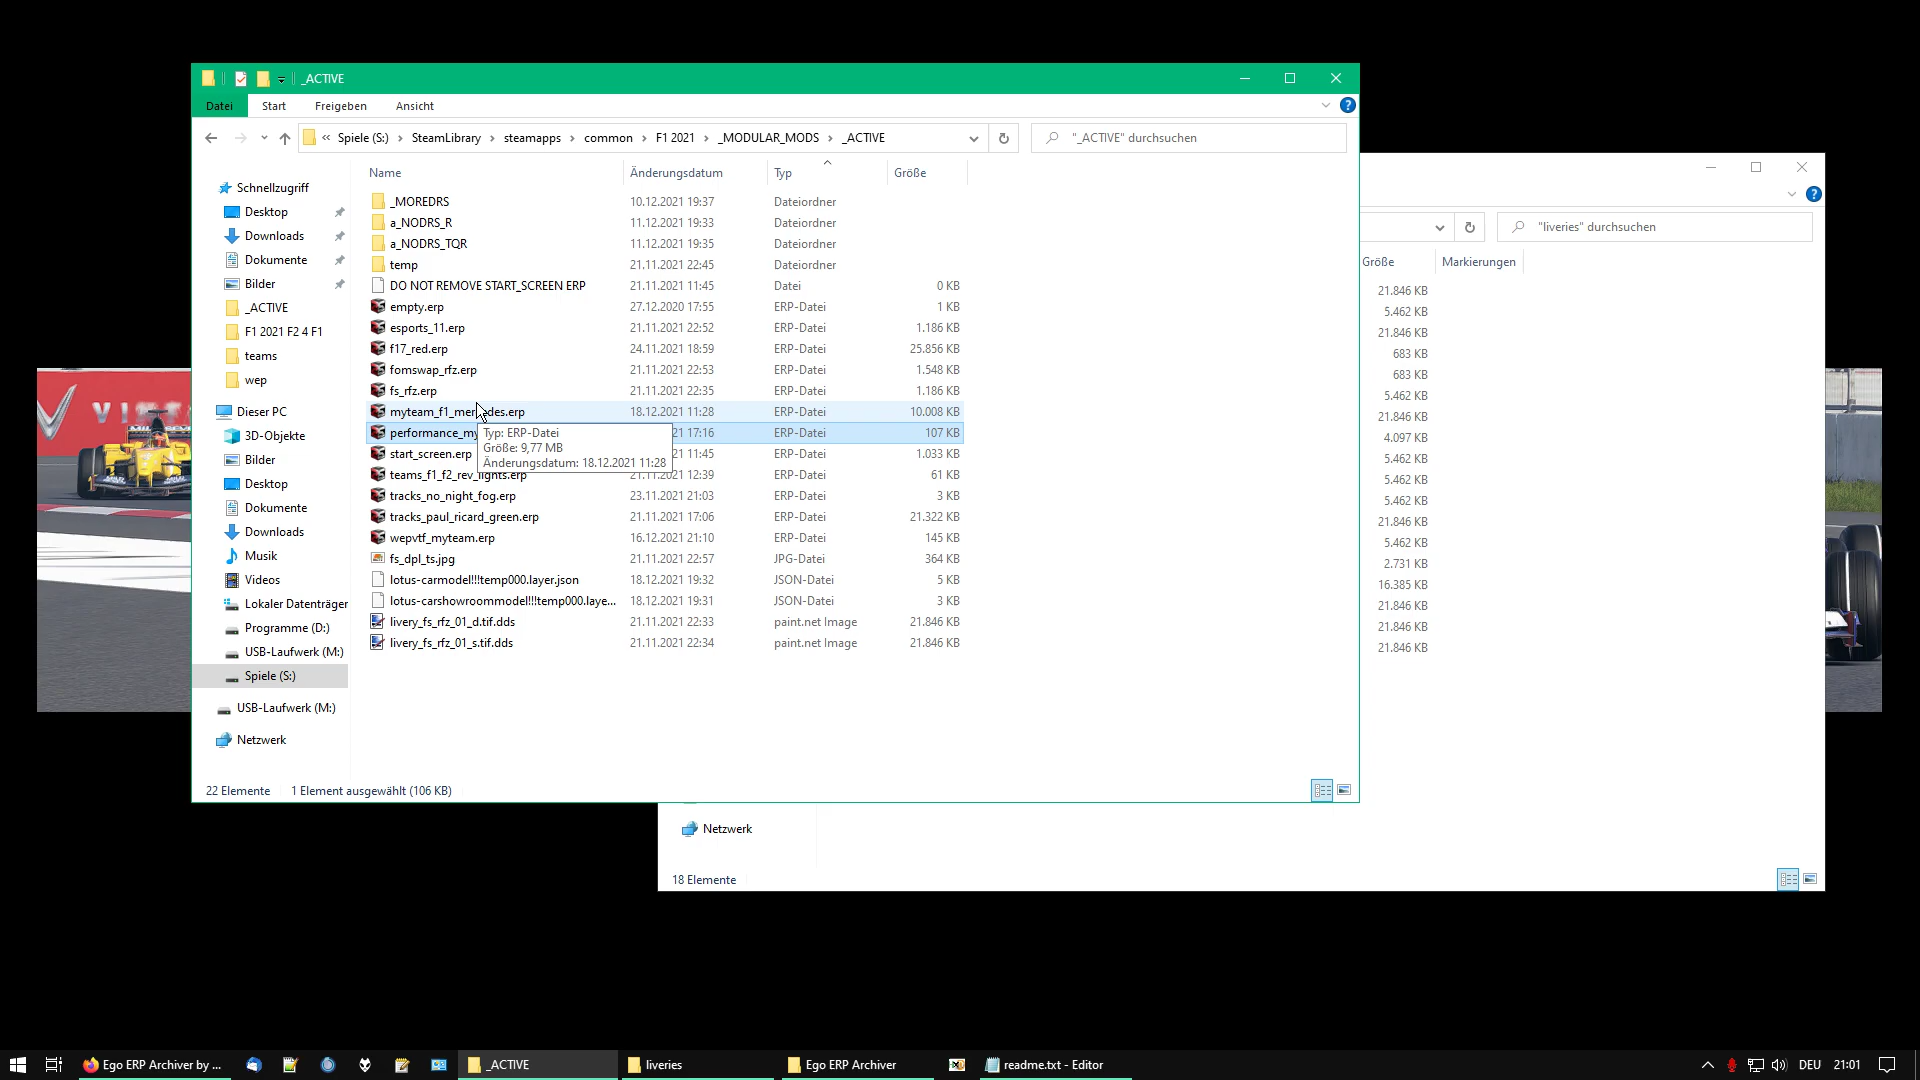 _ACTIVE
Datei Start Freigeben Ansicht
« Spiele (S:) › SteamLibrary › steamapps › common › F1 2021 › _MODULAR_MODS › _ACTIVE
"_ACTIVE" durchsuchen
Name Änderungsdatum Typ Größe
_MOREDRS 10.12.2021 19:37 Dateiordner
a_NODRS_R 11.12.2021 19:33 Dateiordner
a_NODRS_TQR 11.12.2021 19:35 Dateiordner
temp 21.11.2021 22:45 Dateiordner
DO NOT REMOVE START_SCREEN ERP 21.11.2021 11:45 Datei 0 KB
empty.erp 27.12.2020 17:55 ERP-Datei 1 KB
esports_11.erp 21.11.2021 22:52 ERP-Datei 1.186 KB
f17_red.erp 24.11.2021 18:59 ERP-Datei 25.856 KB
fomswap_rfz.erp 21.11.2021 22:53 ERP-Datei 1.548 KB
fs_rfz.erp 21.11.2021 22:35 ERP-Datei 1.186 KB
18.12.2021 11:28 ERP-Datei 10.008 KB
performance_my 21 17:16 ERP-Datei 107 KB
start_screen.erp 21 11:45 ERP-Datei 1.033 KB
teams_f1_f2_rev_lights.erp 21.11.2021 12:39 ERP-Datei 61 KB
tracks_no_night_fog.erp 23.11.2021 21:03 ERP-Datei 3 KB
tracks_paul_ricard_green.erp 21.11.2021 17:06 ERP-Datei 21.322 KB
wepvtf_myteam.erp 16.12.2021 21:10 ERP-Datei 145 KB
fs_dpl_ts.jpg 21.11.2021 22:57 JPG-Datei 364 KB
lotus-carmodel!!!temp000.layer.json 18.12.2021 19:32 JSON-Datei 5 KB
lotus-carshowroommodel!!!temp000.laye... 18.12.2021 19:31 JSON-Datei 3 KB
livery_fs_rfz_01_d.tif.dds 21.11.2021 22:33 paint.net Image 21.846 KB
livery_fs_rfz_01_s.tif.dds 21.11.2021 22:34 paint.net Image 21.846 KB
Typ: ERP-Datei
Größe: 9,77 MB
Änderungsdatum: 18.12.2021 11:28
Schnellzugriff
Desktop
Downloads
Dokumente
Bilder
_ACTIVE
F1 2021 F2 4 F1
teams
wep
Dieser PC
3D-Objekte
Bilder
Desktop
Dokumente
Downloads
Musik
Videos
Lokaler Datenträger
Programme (D:)
USB-Laufwerk (M:)
Spiele (S:)
USB-Laufwerk (M:)
Netzwerk
22 Elemente 1 Element ausgewählt (106 KB)
"liveries" durchsuchen
Größe Markierungen
21.846 KB
5.462 KB
21.846 KB
683 KB
683 KB
5.462 KB
21.846 KB
4.097 KB
5.462 KB
5.462 KB
5.462 KB
21.846 KB
5.462 KB
2.731 KB
16.385 KB
21.846 KB
21.846 KB
21.846 KB
Netzwerk
18 Elemente
Ego ERP Archiver by ... _ACTIVE liveries Ego ERP Archiver readme.txt - Editor DEU 21:01